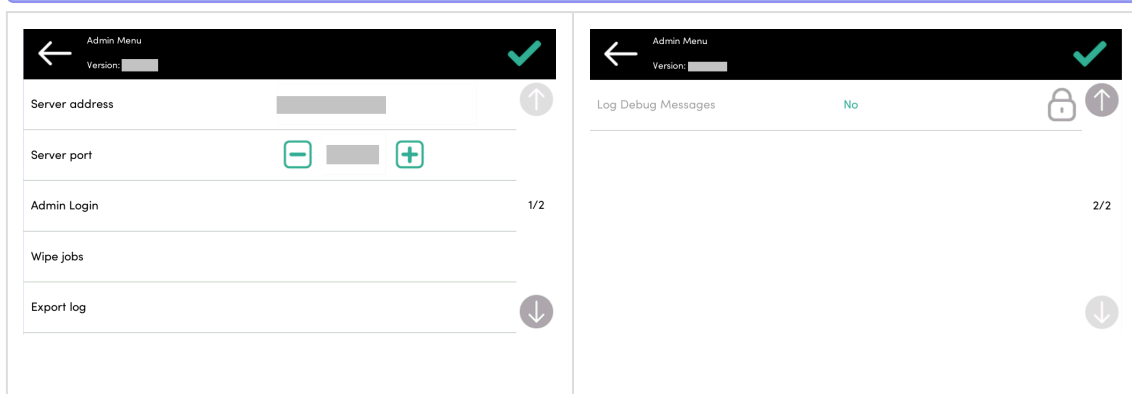 Admin Menu
Version:
Server address
Server port
Admin Login
1/2
Wipe jobs
Export log
Admin Menu
Version:
Log Debug Messages No
2/2